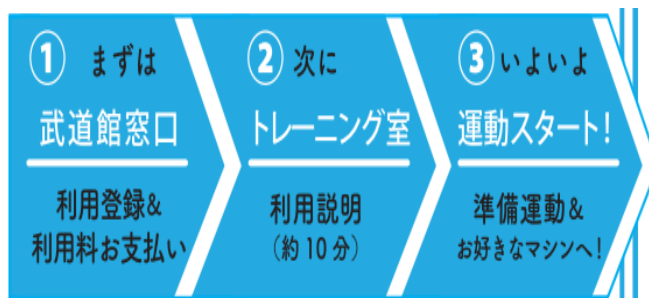 ① まずは
武道館窓口
利用登録&
利用料お支払い
② 次に
トレーニング室
利用説明
(約10分)
③ いよいよ
運動スタート!
準備運動&
お好きなマシンへ!